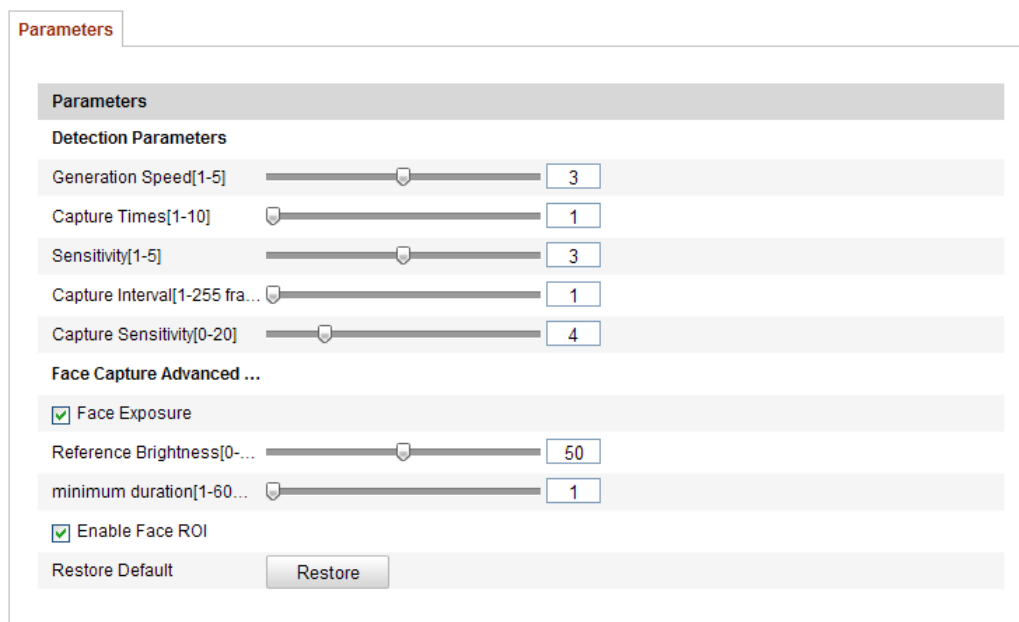 Parameters
Parameters
Detection Parameters
Generation Speed[1-5] 3
Capture Times[1-10] 1
Sensitivity[1-5] 3
Capture Interval[1-255 fra... 1
Capture Sensitivity[0-20] 4
Face Capture Advanced ...
Face Exposure
Reference Brightness[0-... 50
minimum duration[1-60... 1
Enable Face ROI
Restore Default Restore